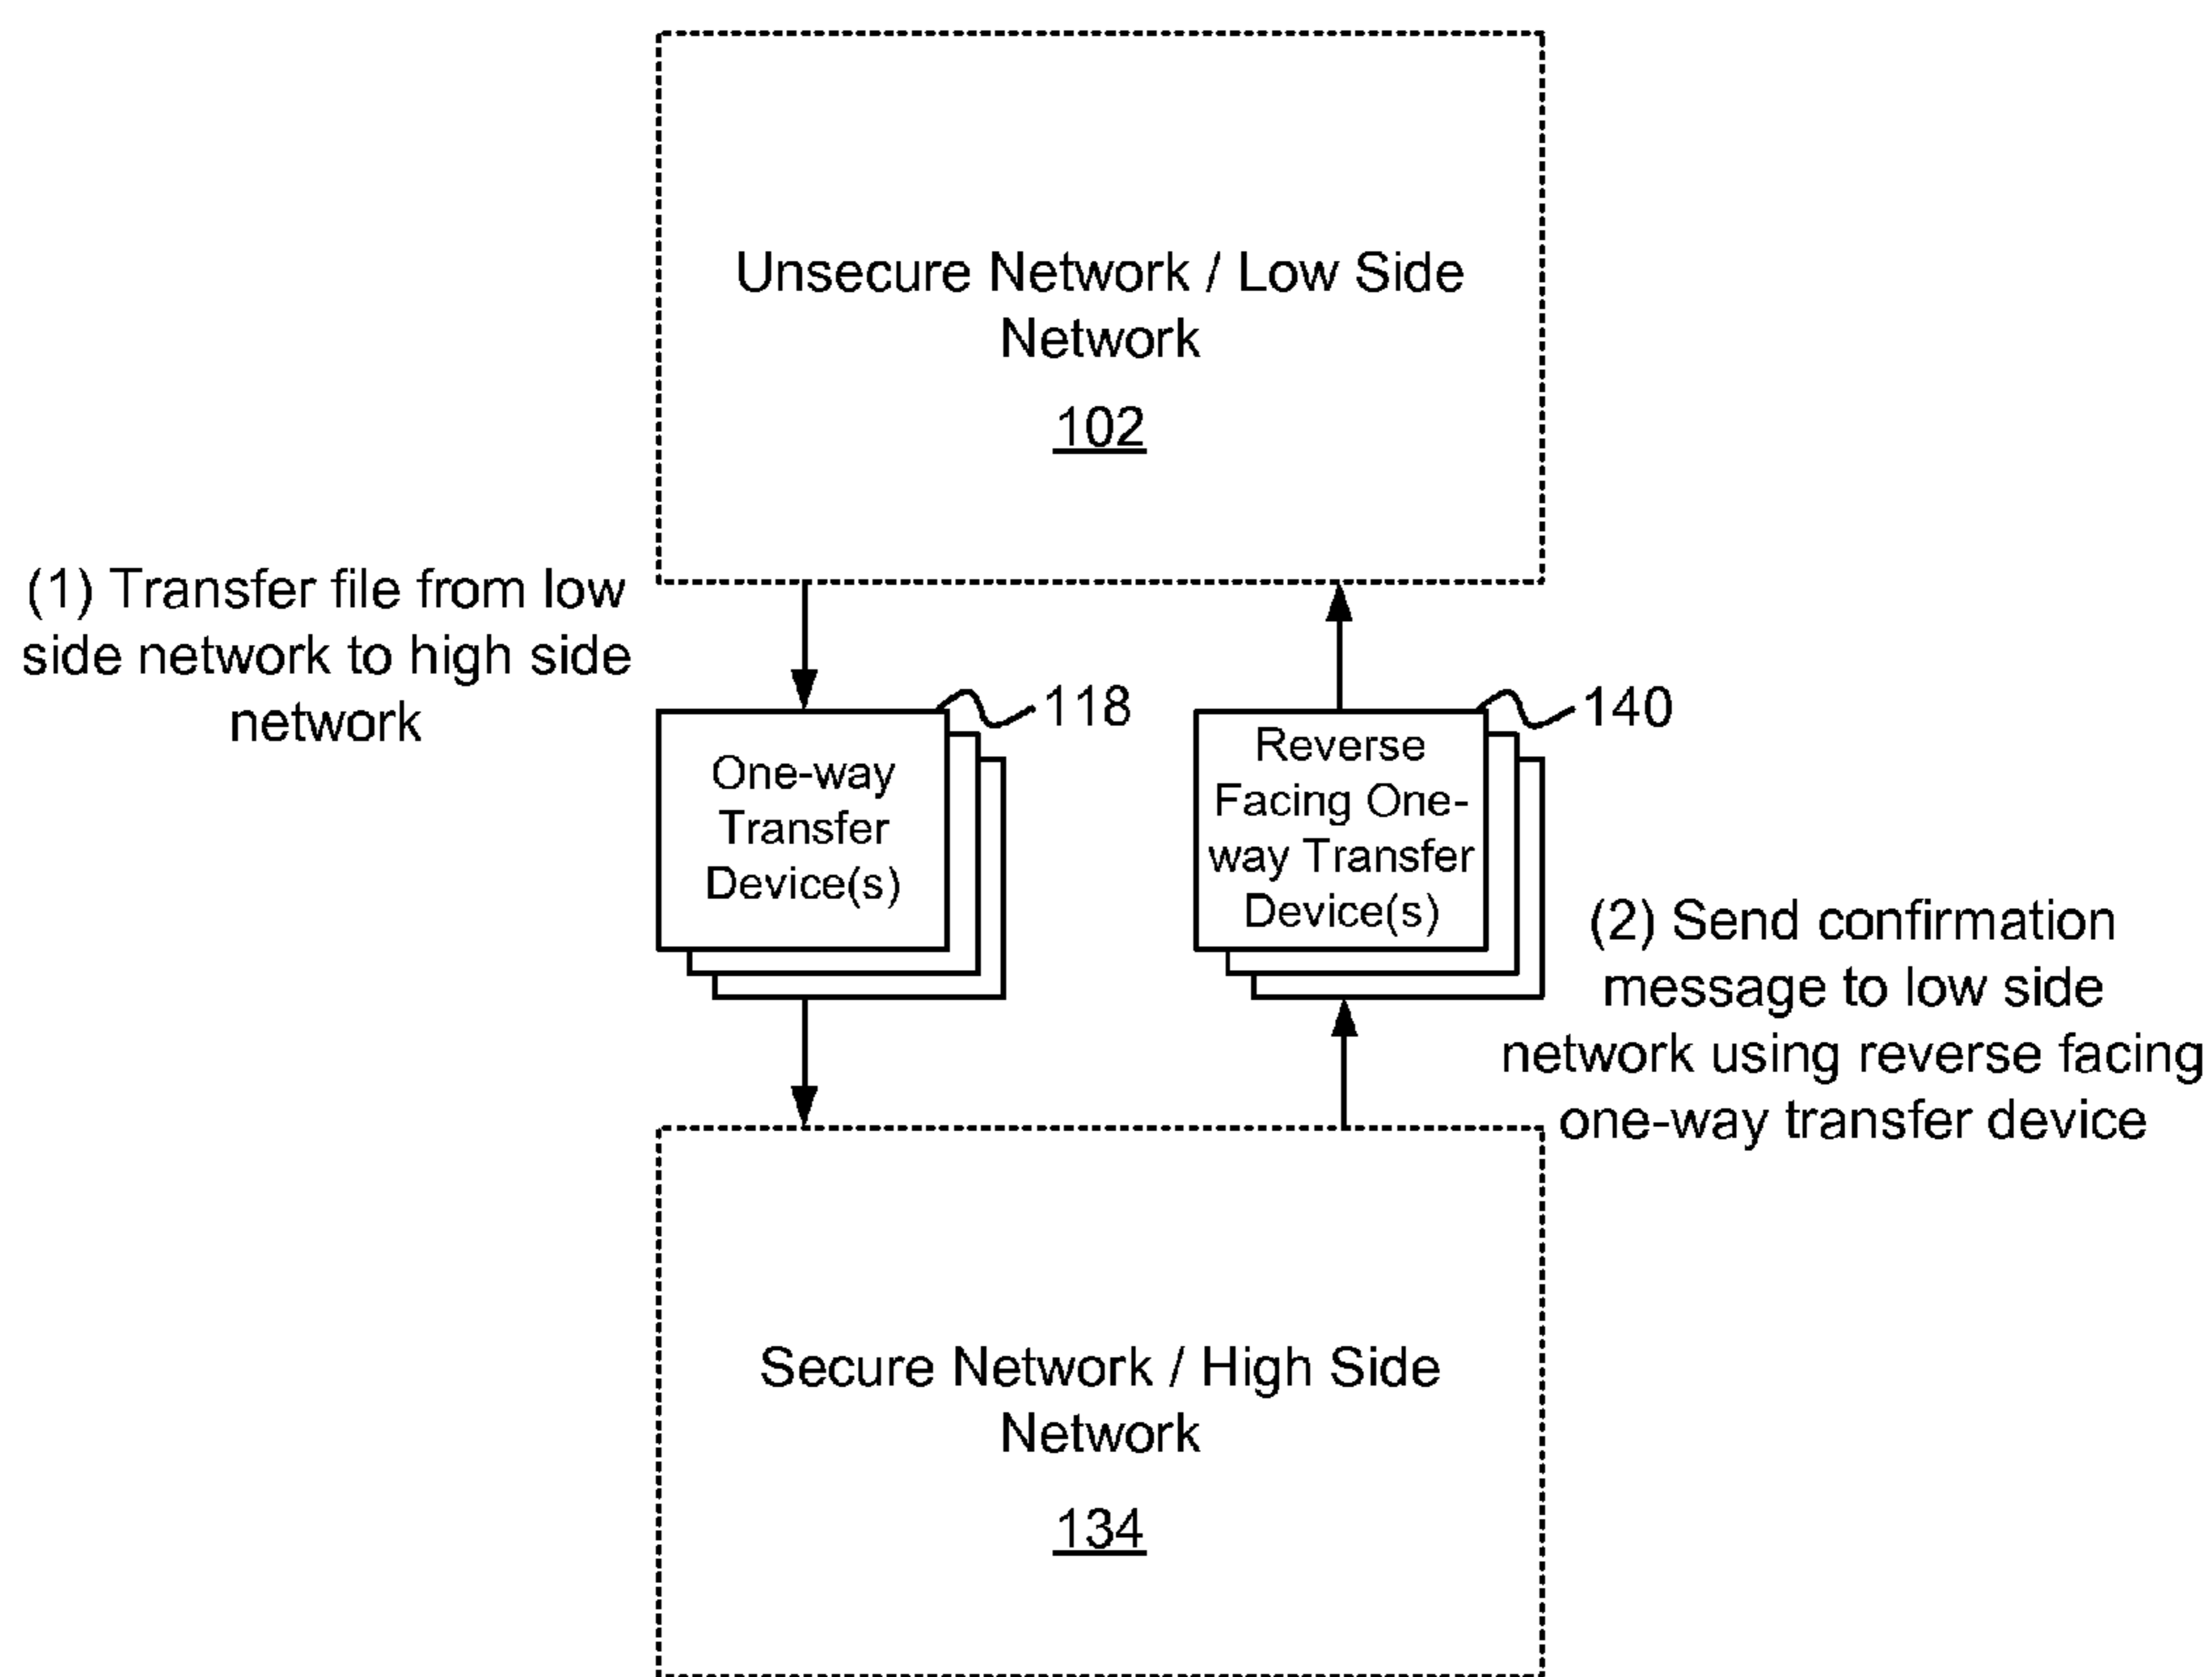 Unsecure Network / Low Side
Network
102
(1) Transfer file from low
side network to high side
network
118
One-way
Transfer
Device(s)
140
Reverse
Facing One-
way Transfer
Device(s)
(2) Send confirmation
message to low side
network using reverse facing
one-way transfer device
Secure Network / High Side
Network
134